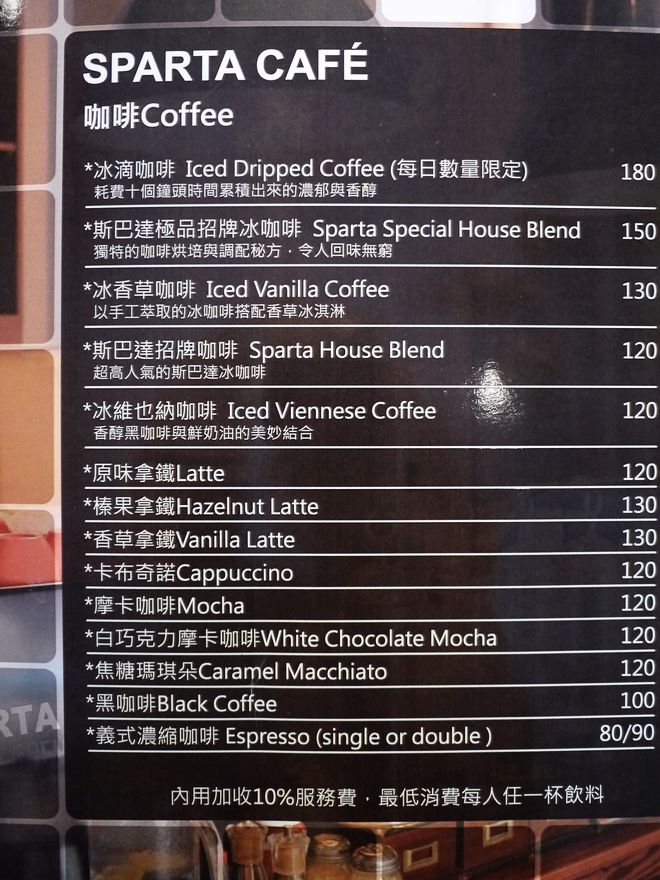 SPARTA CAFÉ
咖啡Coffee
*冰滴咖啡 Iced Dripped Coffee (每日數量限定) 180
耗費十個鐘頭時間累積出來的濃郁與香醇
*斯巴達極品招牌冰咖啡 Sparta Special House Blend 150
獨特的咖啡烘培與調配秘方，令人回味無窮
*冰香草咖啡 Iced Vanilla Coffee 130
以手工萃取的冰咖啡搭配香草冰淇淋
*斯巴達招牌咖啡 Sparta House Blend 120
超高人氣的斯巴達冰咖啡
*冰維也納咖啡 Iced Viennese Coffee 120
香醇黑咖啡與鮮奶油的美妙結合
*原味拿鐵Latte 120
*榛果拿鐵Hazelnut Latte 130
*香草拿鐵Vanilla Latte 130
*卡布奇諾Cappuccino 120
*摩卡咖啡Mocha 120
*白巧克力摩卡咖啡White Chocolate Mocha 120
*焦糖瑪琪朵Caramel Macchiato 120
*黑咖啡Black Coffee 100
*義式濃縮咖啡 Espresso (single or double ) 80/90
內用加收10%服務費，最低消費每人任一杯飲料
RTA